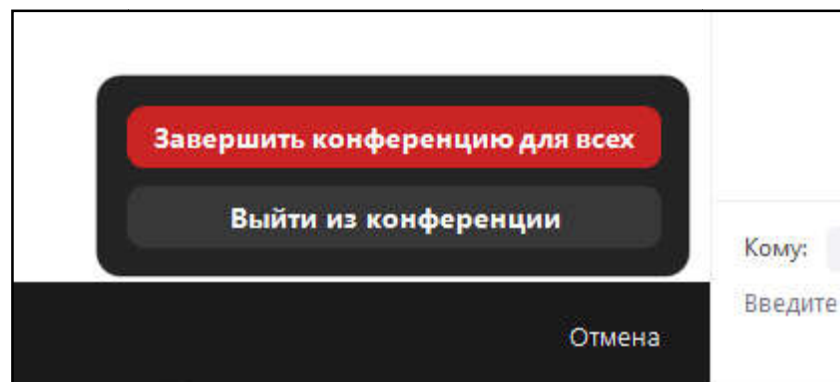 Завершить конференцию для всех
Выйти из конференции
Кому:
Введите
Отмена